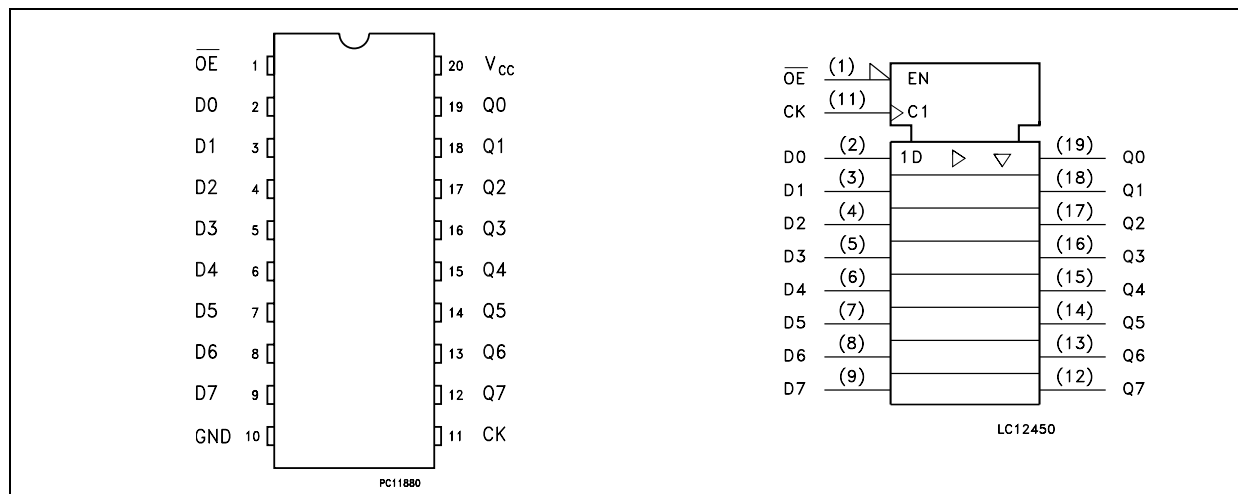 OE 1 20 VCC
D0 2 19 Q0
D1 3 18 Q1
D2 4 17 Q2
D3 5 16 Q3
D4 6 15 Q4
D5 7 14 Q5
D6 8 13 Q6
D7 9 12 Q7
GND 10 11 CK
PC11880
OE (1) EN
CK (11) C1
D0 (2) 1D (19) Q0
D1 (3) (18) Q1
D2 (4) (17) Q2
D3 (5) (16) Q3
D4 (6) (15) Q4
D5 (7) (14) Q5
D6 (8) (13) Q6
D7 (9) (12) Q7
LC12450